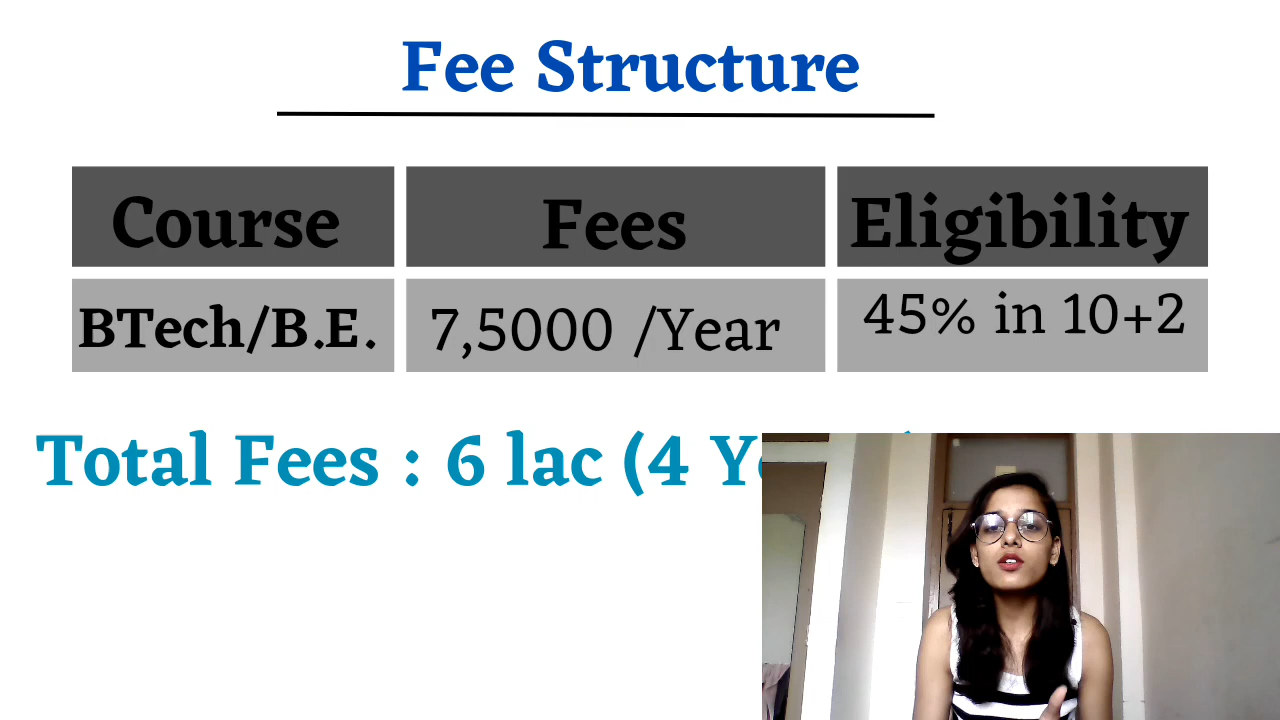 Fee Structure
Course Fees Eligibility
BTech/B.E. 7,5000 /Year 45% in 10+2
Total Fees : 6 lac (4